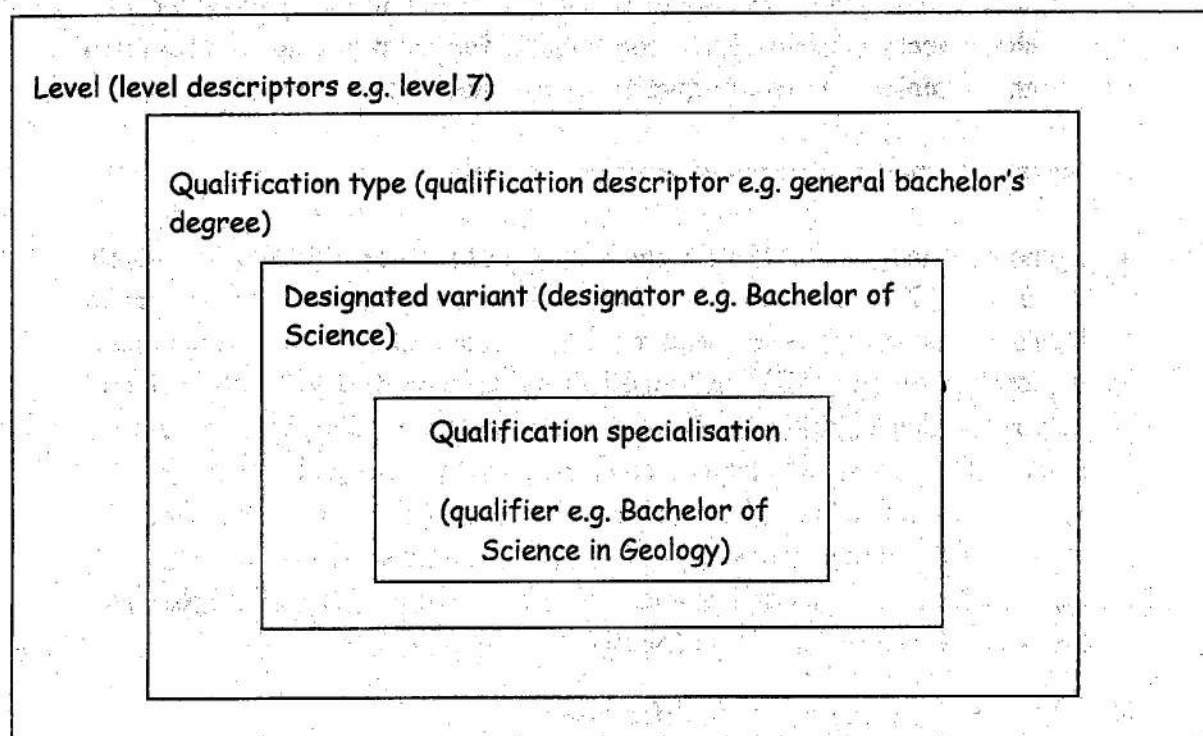 Level (level descriptors e.g. level 7)
Qualification type (qualification descriptor e.g. general bachelor's
degree)
Designated variant (designator e.g. Bachelor of
Science)
Qualification specialisation
(qualifier e.g. Bachelor of
Science in Geology)